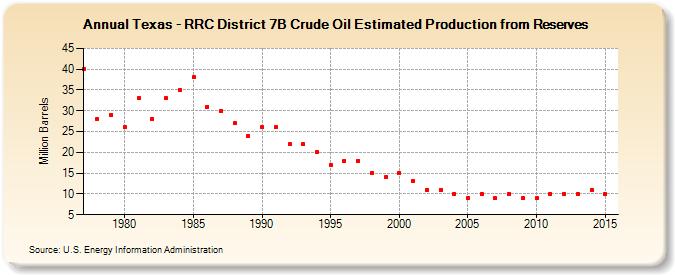 Annual Texas - RRC District 7B Crude Oil Estimated Production from Reserves
Million Barrels
45
40
35
30
25
20
15
10
5
1980 1985 1990 1995 2000 2005 2010 2015
Source: U.S. Energy Information Administration